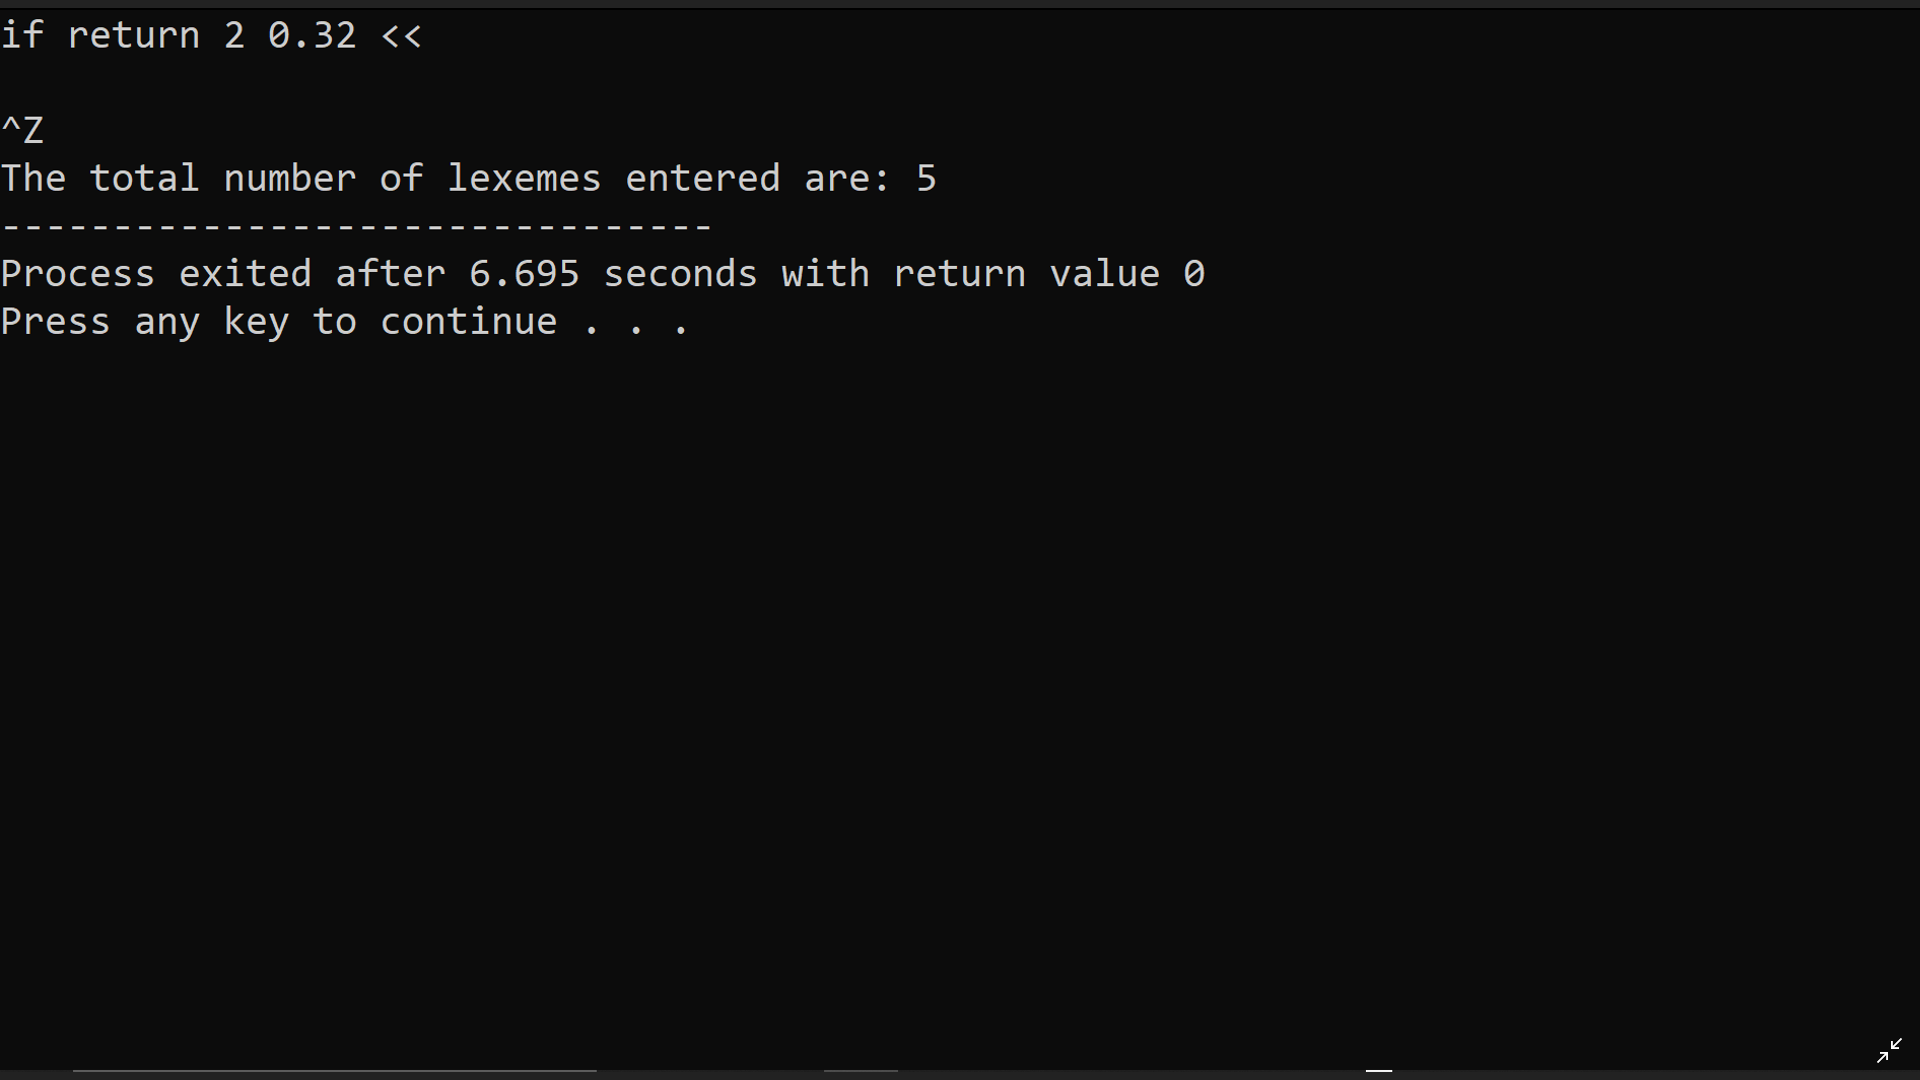 if return 2 0.32 <<
^Z
The total number of lexemes entered are: 5
--------------------------------
Process exited after 6.695 seconds with return value 0
Press any key to continue . . .